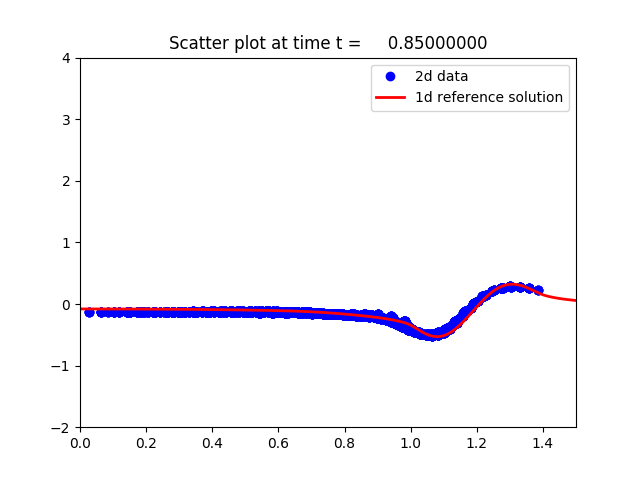 Scatter plot at time t = 0.85000000
2d data
1d reference solution
4
3
2
1
0
−1
−2
0.0 0.2 0.4 0.6 0.8 1.0 1.2 1.4